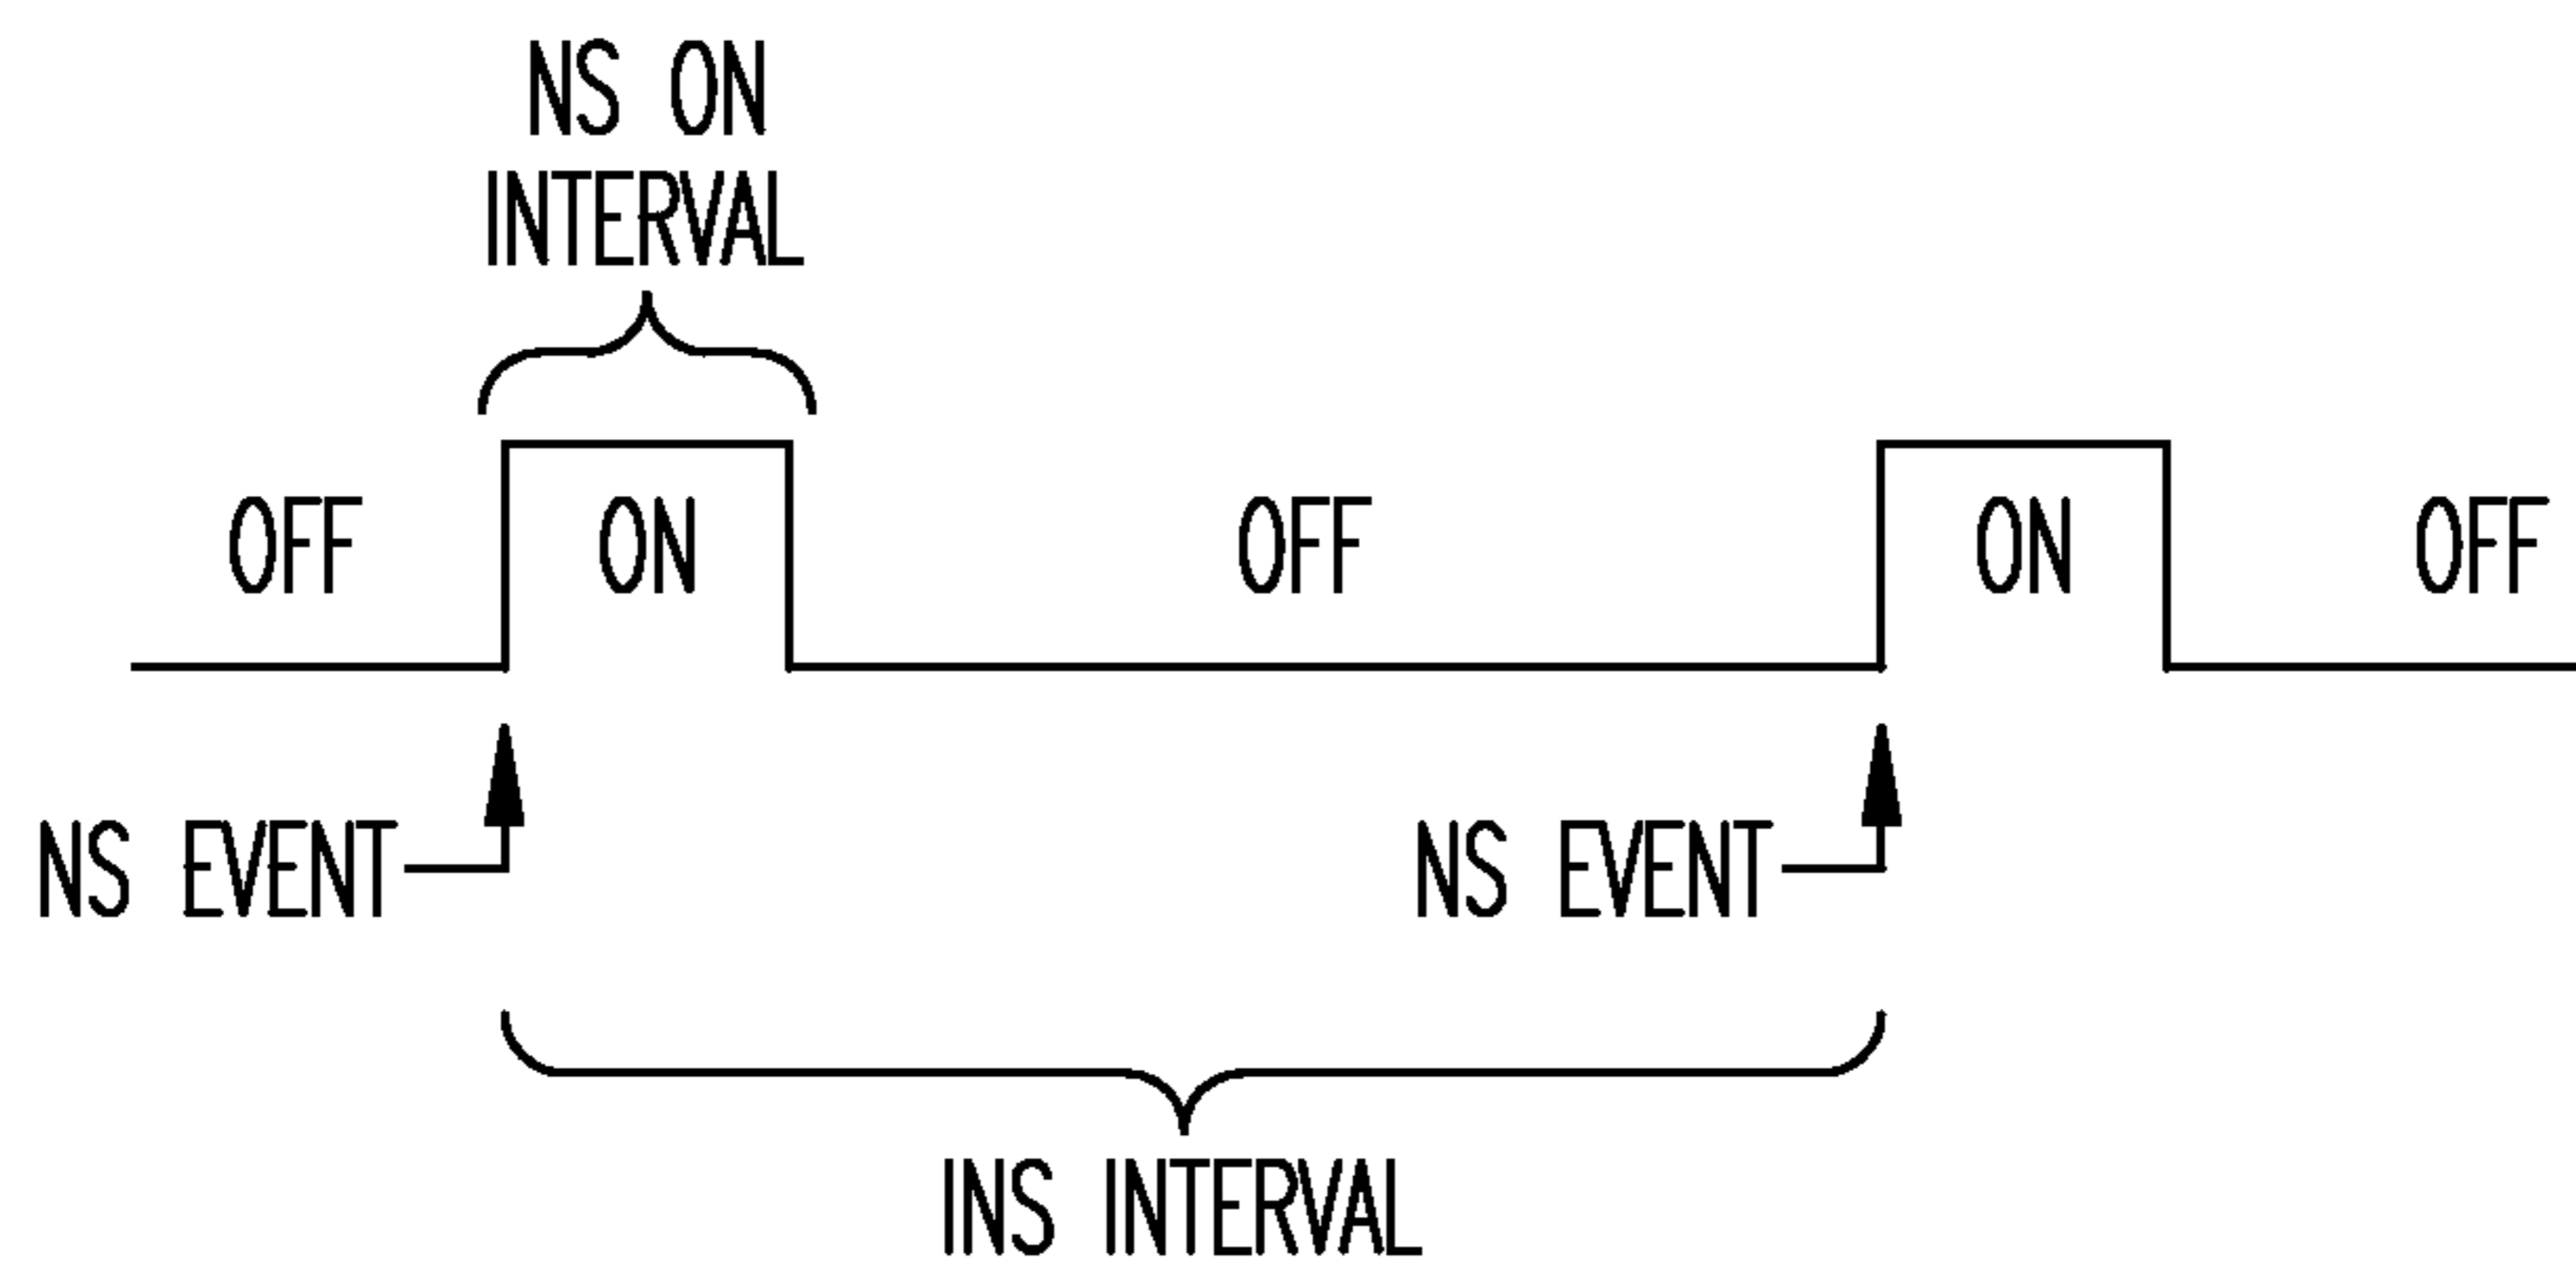 NS ON
INTERVAL
OFF ON OFF ON OFF
NS EVENT NS EVENT
INS INTERVAL